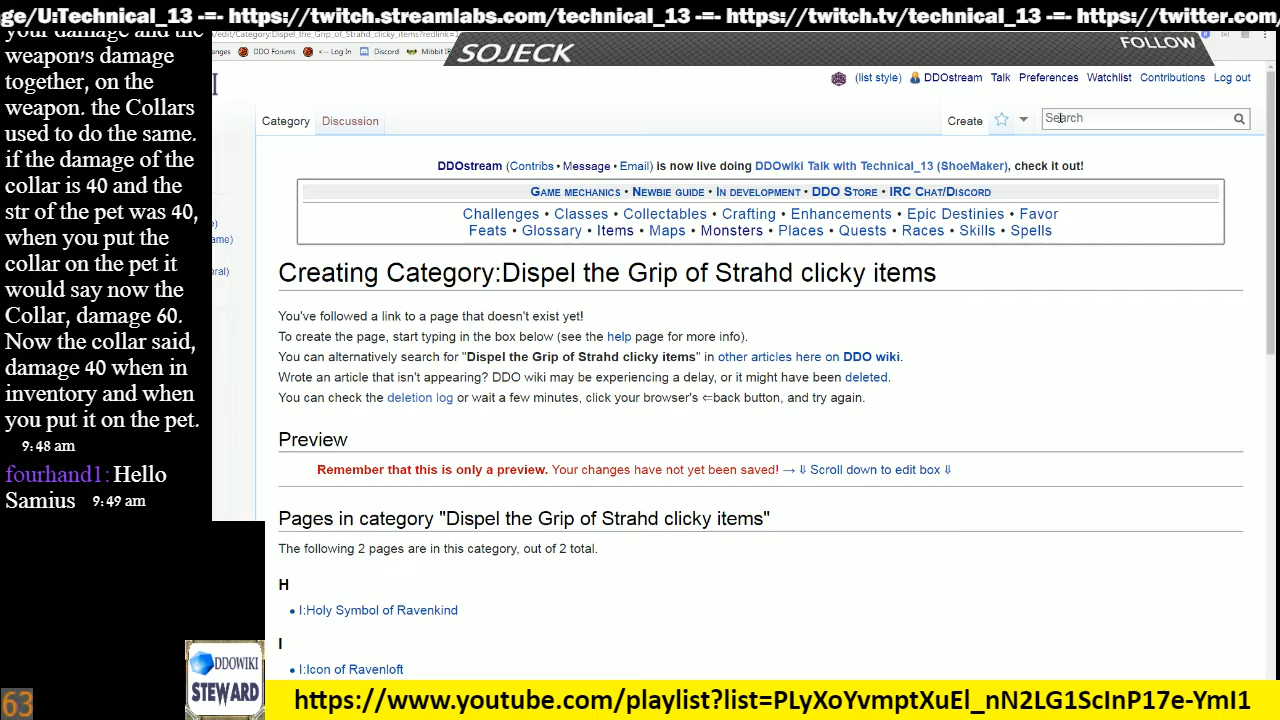 ge/U:Technical_13 -=- https://twitch.streamlabs.com/technical_13 -=- https://twitch.tv/technical_13 -=- https://twitter.com/
your damage and the
weapon's damage
together, on the
weapon. the Collars
used to do the same.
if the damage of the
collar is 40 and the
str of the pet was 40,
when you put the
collar on the pet it
would say now the
Collar, damage 60.
Now the collar said,
damage 40 when in
inventory and when
you put it on the pet.
9:48 am
fourhand1: Hello
Samius 9:49 am
edit/Category:Dispel_the_Grip_of_Strahd_clicky_items?redlink=1
DDO Forums <-- Log In Discord
SOJECK
FOLLOW
(list style) DDOstream Talk Preferences Watchlist Contributions Log out
Category Discussion Create Search
DDOstream (Contribs • Message • Email) is now live doing DDOwiki Talk with Technical_13 (ShoeMaker), check it out!
Game mechanics • Newbie guide • In development • DDO Store • IRC Chat/Discord
Challenges • Classes • Collectables • Crafting • Enhancements • Epic Destinies • Favor
Feats • Glossary • Items • Maps • Monsters • Places • Quests • Races • Skills • Spells
Creating Category:Dispel the Grip of Strahd clicky items
You've followed a link to a page that doesn't exist yet!
To create the page, start typing in the box below (see the help page for more info).
You can alternatively search for "Dispel the Grip of Strahd clicky items" in other articles here on DDO wiki.
Wrote an article that isn't appearing? DDO wiki may be experiencing a delay, or it might have been deleted.
You can check the deletion log or wait a few minutes, click your browser's ⇐back button, and try again.
Preview
Remember that this is only a preview. Your changes have not yet been saved! → ⇓ Scroll down to edit box ⇓
Pages in category "Dispel the Grip of Strahd clicky items"
The following 2 pages are in this category, out of 2 total.
H
• I:Holy Symbol of Ravenkind
I
• I:Icon of Ravenloft
DDOWIKI
STEWARD
63
https://www.youtube.com/playlist?list=PLyXoYvmptXuEl_nN2LG1ScInP17e-YmI1